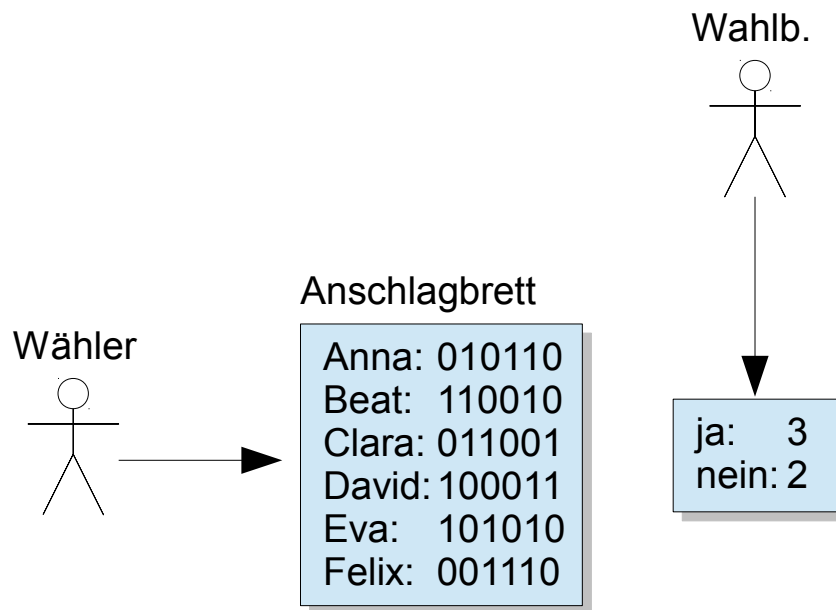 Wahlb.
Anschlagbrett
Wähler
Anna: 010110
Beat: 110010
Clara: 011001
David: 100011
Eva: 101010
Felix: 001110
ja: 3
nein: 2